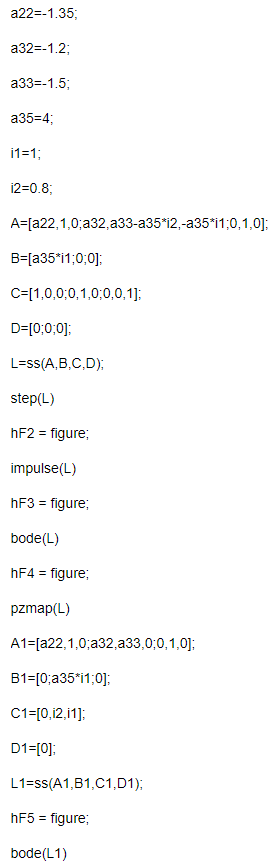 a22=-1.35;
a32=-1.2;
a33=-1.5;
a35=4;
i1=1;
i2=0.8;
A=[a22,1,0;a32,a33-a35*i2,-a35*i1;0,1,0];
B=[a35*i1;0;0];
C=[1,0,0;0,1,0;0,0,1];
D=[0;0;0];
L=ss(A,B,C,D);
step(L)
hF2 = figure;
impulse(L)
hF3 = figure;
bode(L)
hF4 = figure;
pzmap(L)
A1=[a22,1,0;a32,a33,0;0,1,0];
B1=[0;a35*i1;0];
C1=[0,i2,i1];
D1=[0];
L1=ss(A1,B1,C1,D1);
hF5 = figure;
bode(L1)